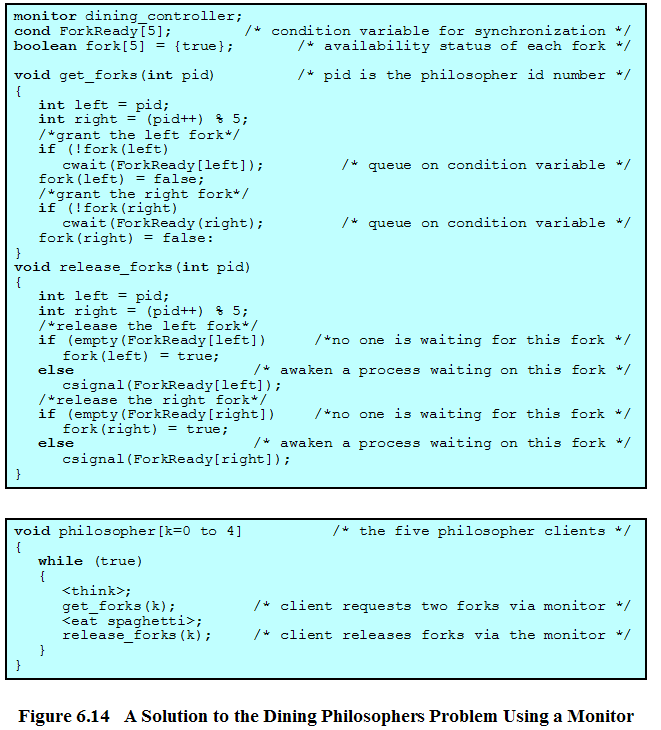 monitor dining_controller;
cond ForkReady[5]; /* condition variable for synchronization */
boolean fork[5] = {true}; /* availability status of each fork */
void get_forks(int pid) /* pid is the philosopher id number */
{
int left = pid;
int right = (pid++) % 5;
/*grant the left fork*/
if (!fork(left)
cwait(ForkReady[left]); /* queue on condition variable */
fork(left) = false;
/*grant the right fork*/
if (!fork(right)
cwait(ForkReady(right); /* queue on condition variable */
fork(right) = false:
}
void release_forks(int pid)
{
int left = pid;
int right = (pid++) % 5;
/*release the left fork*/
if (empty(ForkReady[left]) /*no one is waiting for this fork */
fork(left) = true;
else /* awaken a process waiting on this fork */
csignal(ForkReady[left]);
/*release the right fork*/
if (empty(ForkReady[right]) /*no one is waiting for this fork */
fork(right) = true;
else /* awaken a process waiting on this fork */
csignal(ForkReady[right]);
}
void philosopher[k=0 to 4] /* the five philosopher clients */
{
while (true)
{
<think>;
get_forks(k); /* client requests two forks via monitor */
<eat spaghetti>;
release_forks(k); /* client releases forks via the monitor */
}
}
Figure 6.14 A Solution to the Dining Philosophers Problem Using a Monitor